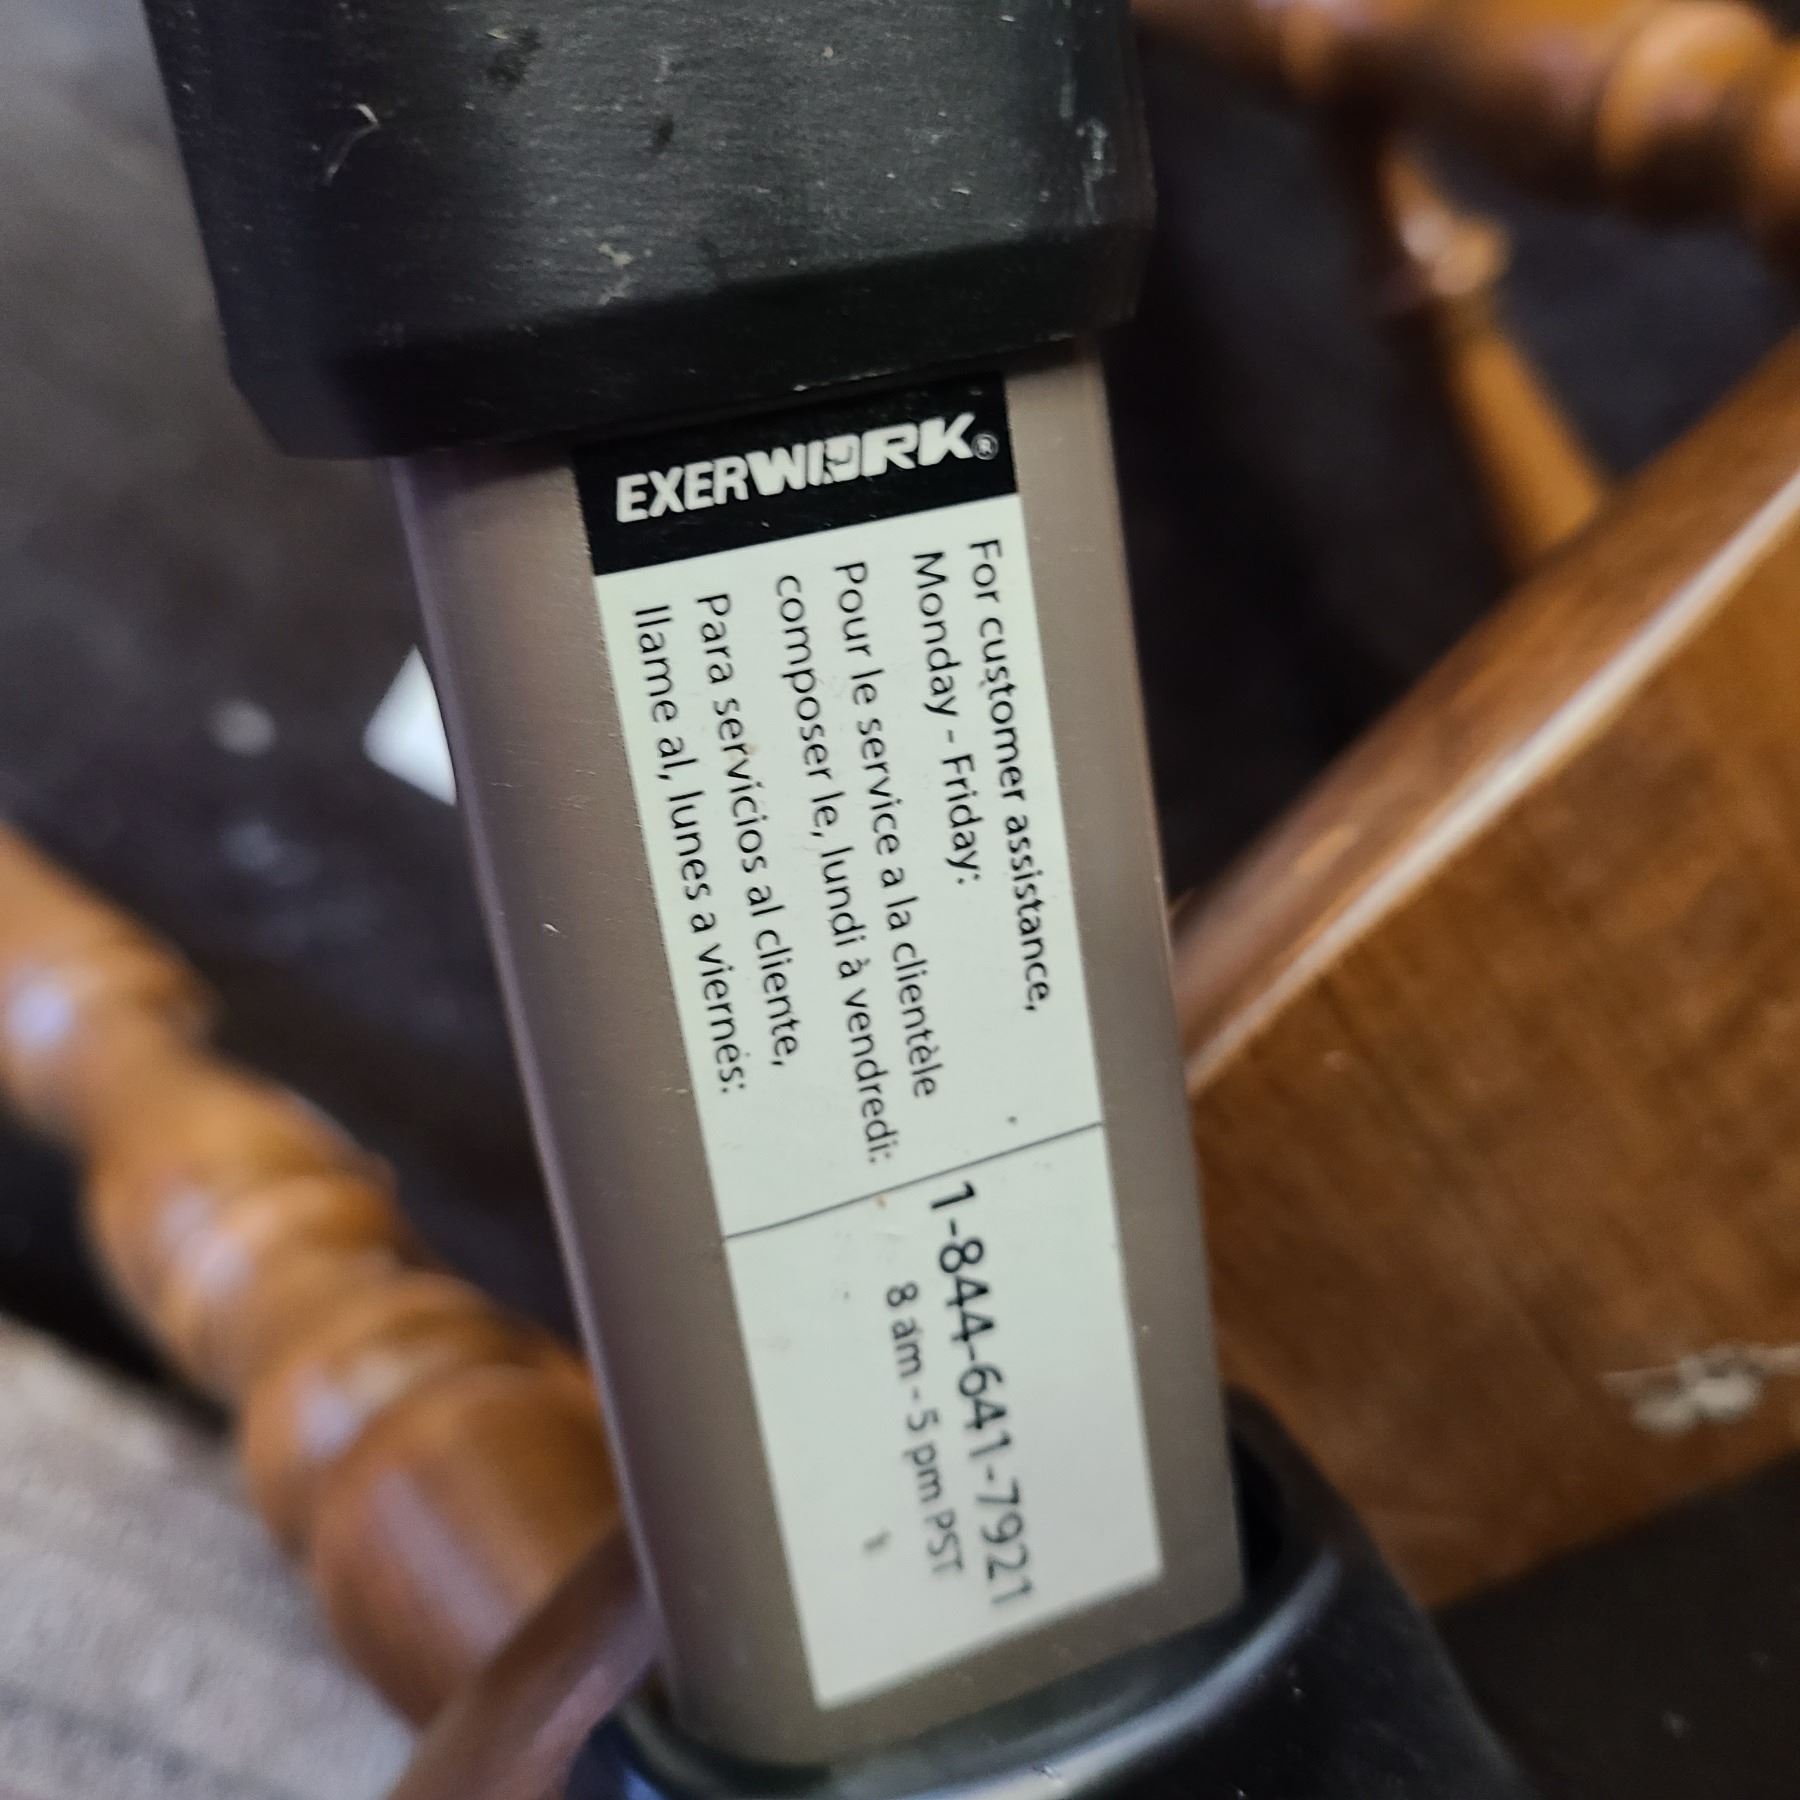 EXERWORK®
For customer assistance,
Monday - Friday:
Pour le service a la clientèle
composer le, lundi à vendredi:
Para servicios al cliente,
llame al, lunes a viernes:
1-844-641-7921
8 am - 5 pm PST